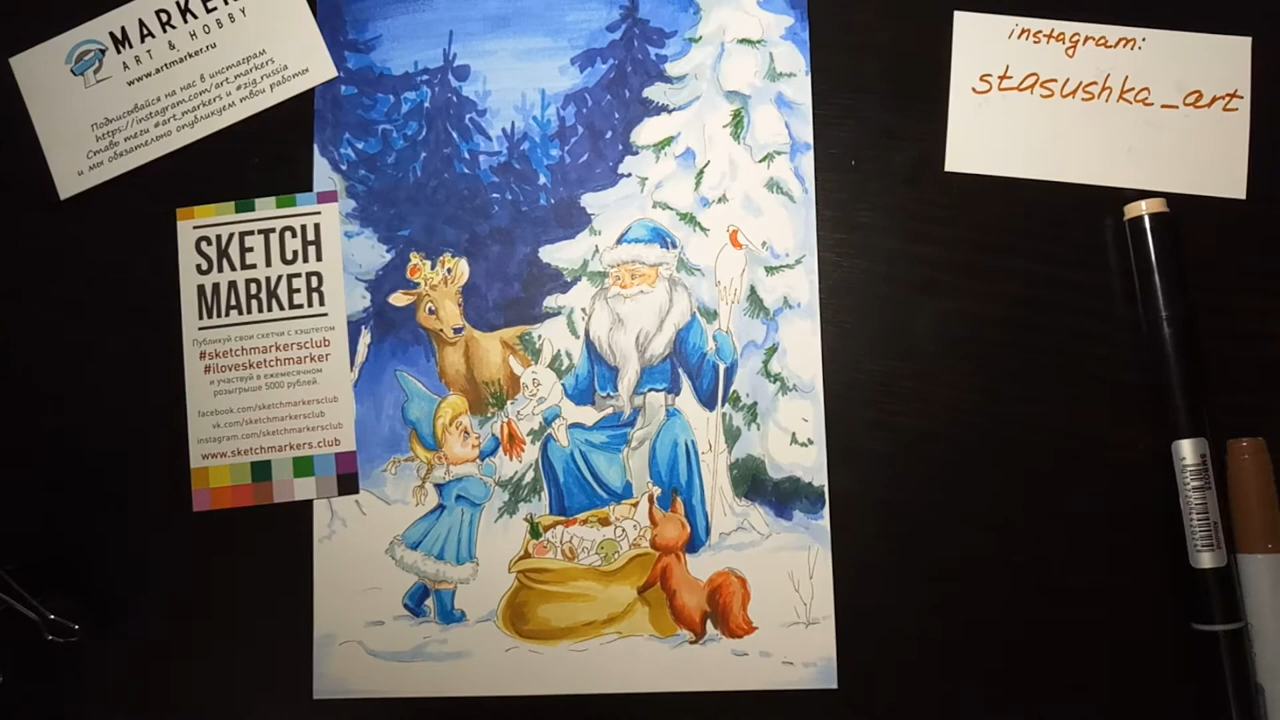 MARKER
ART & HOBBY
www.artmarker.ru
Подписывайся на нас в инстаграм
https://instagram.com/art_markers
Ставь теги #art_markers и #zig_russia
и мы обязательно опубликуем твои работы
SKETCH
MARKER
Публикуй свои скетчи с хэштегом
#sketchmarkersclub
#ilovesketchmarker
и участвуй в ежемесячном
розыгрыше 5000 рублей.
facebook.com/sketchmarkersclub
vk.com/sketchmarkersclub
instagram.com/sketchmarkersclub
www.sketchmarkers.club
instagram:
stasushka_art